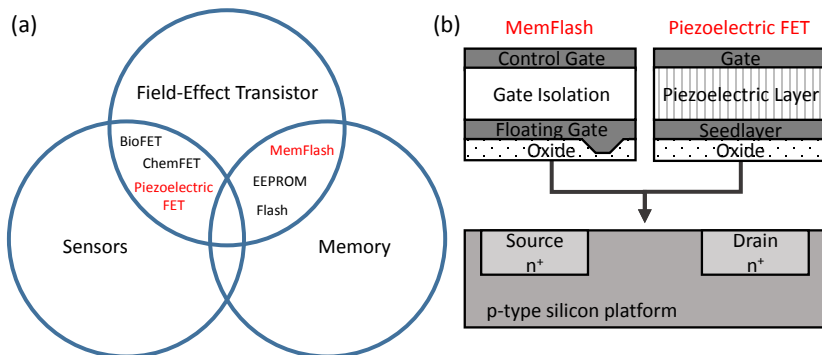 (a)
Field-Effect Transistor
BioFET
ChemFET
Piezoelectric
FET
MemFlash
EEPROM
Flash
Sensors
Memory
(b)
MemFlash
Piezoelectric FET
Control Gate
Gate Isolation
Floating Gate
Oxide
Gate
Piezoelectric Layer
Seedlayer
Oxide
Source
n⁺
Drain
n⁺
p-type silicon platform